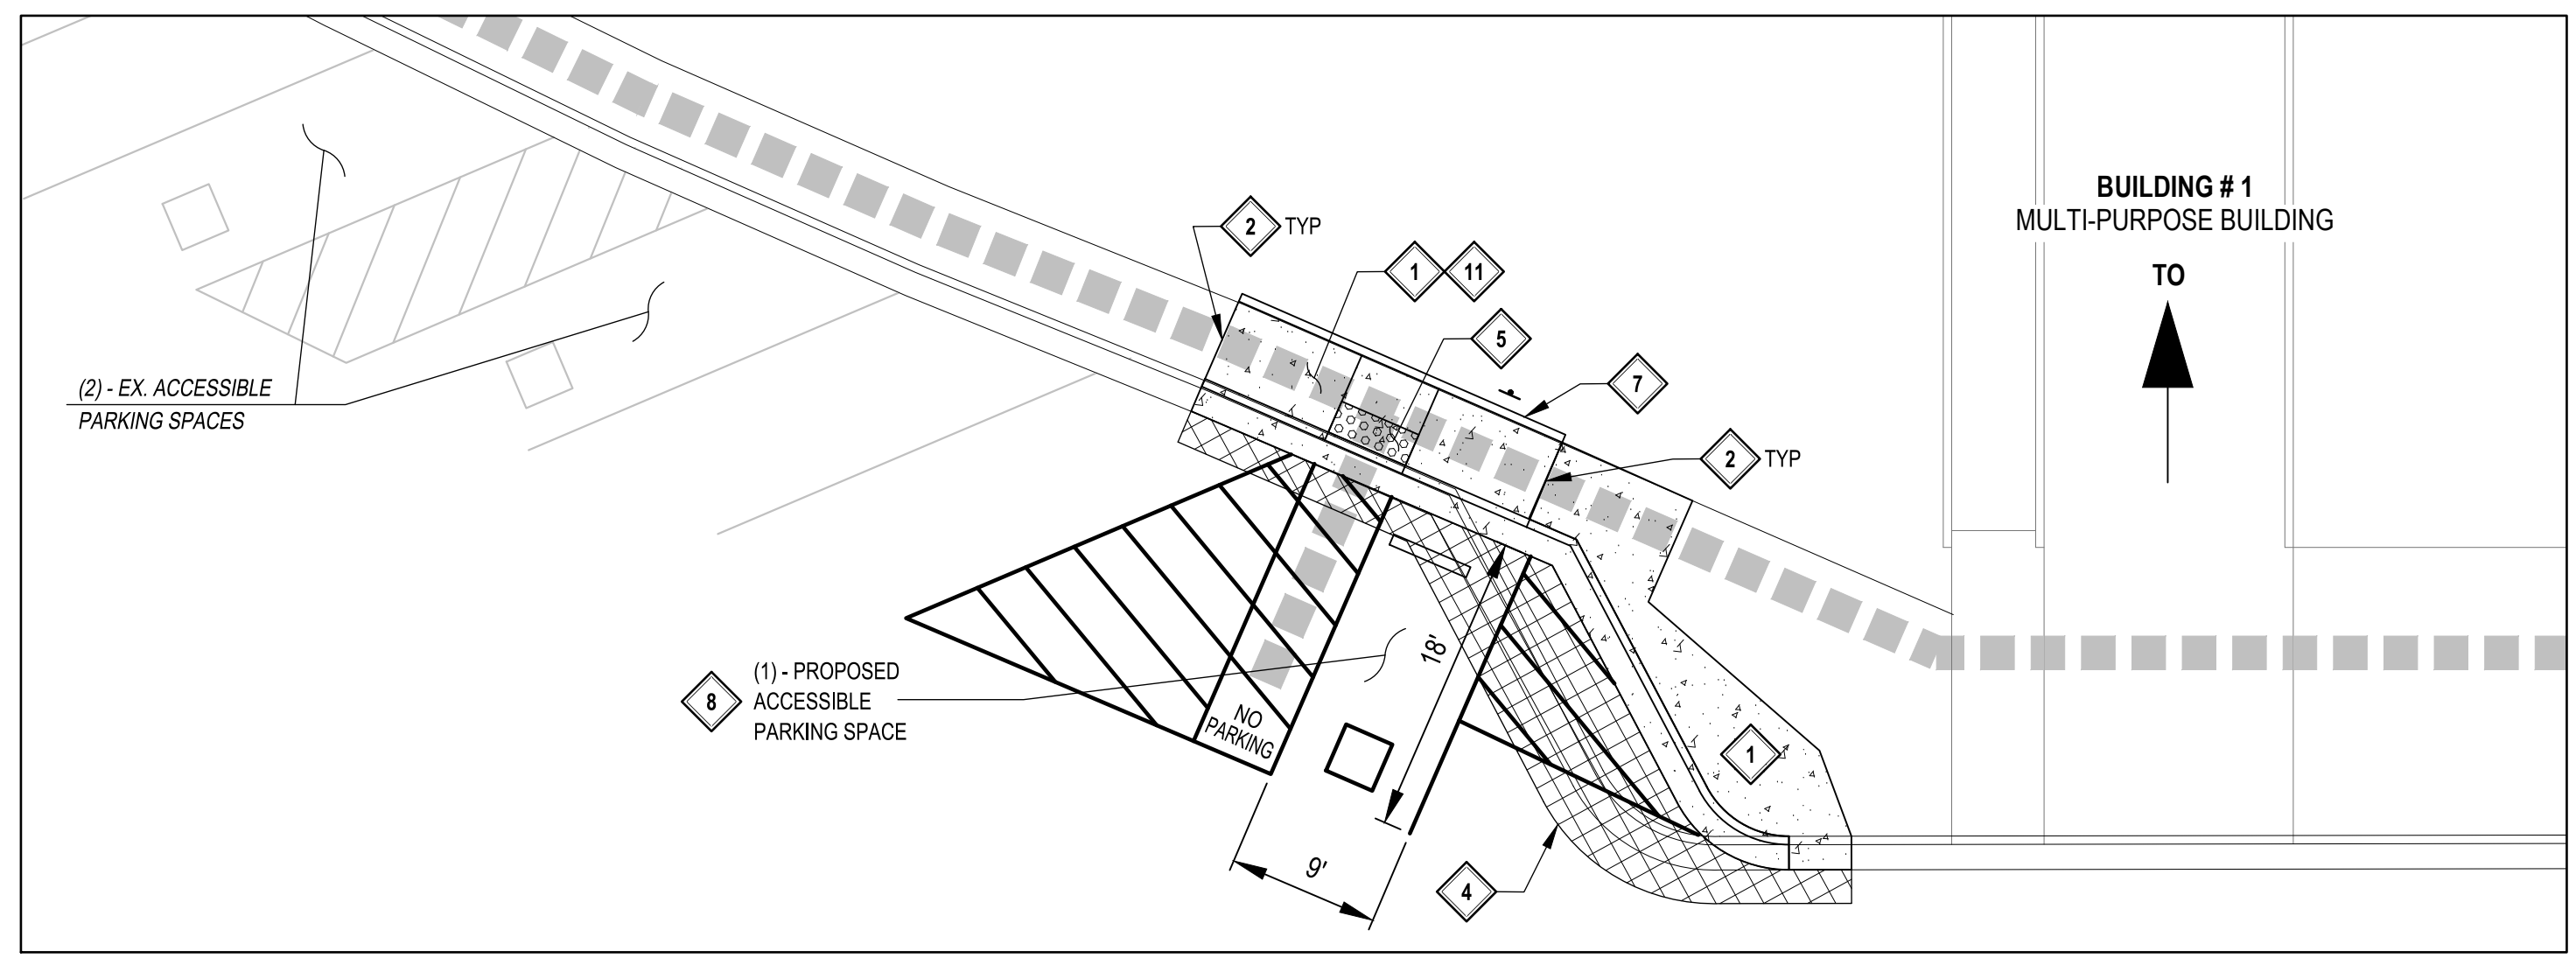 BUILDING # 1
MULTI-PURPOSE BUILDING
TO
2 TYP
1 11
5
7
(2) - EX. ACCESSIBLE
PARKING SPACES
2 TYP
18'
8
(1) - PROPOSED
ACCESSIBLE
PARKING SPACE
NO
PARKING
1
9'
4